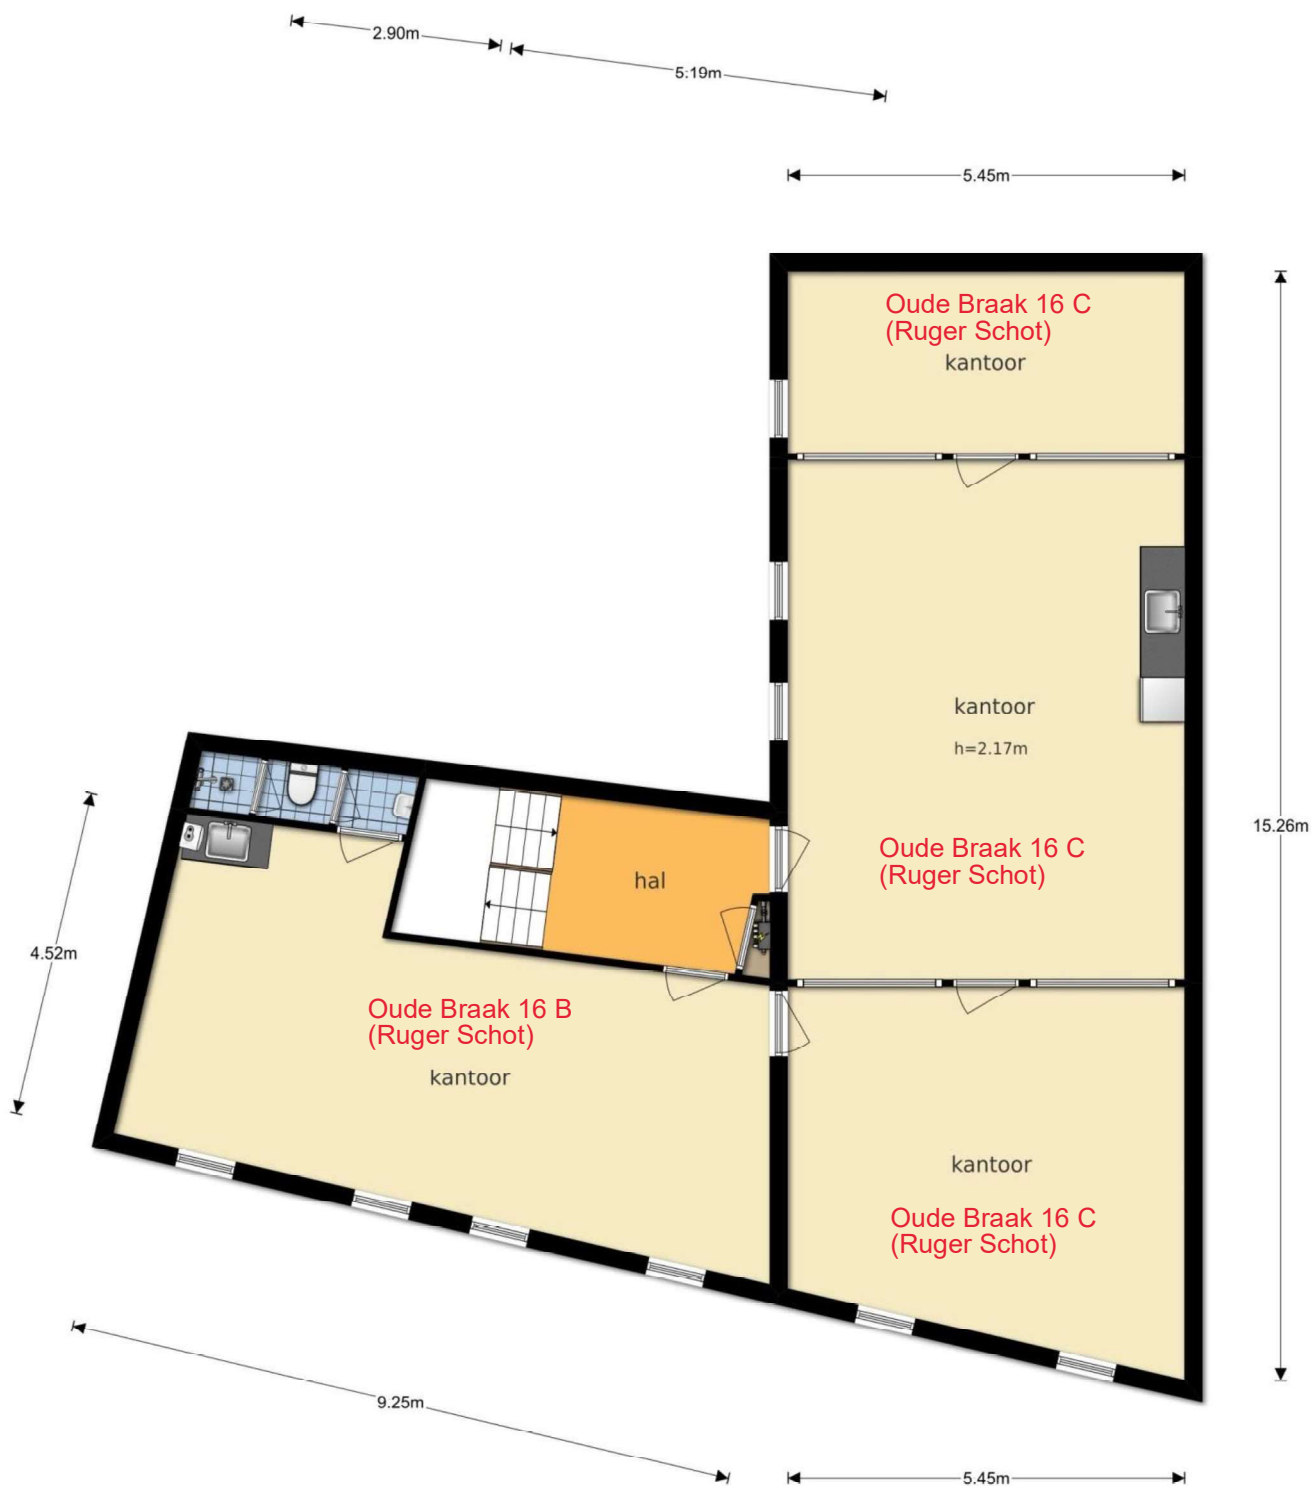 2.90m
5.19m
5.45m
Oude Braak 16 C
(Ruger Schot)
kantoor
kantoor
h=2.17m
15.26m
Oude Braak 16 C
(Ruger Schot)
hal
4.52m
Oude Braak 16 B
(Ruger Schot)
kantoor
kantoor
Oude Braak 16 C
(Ruger Schot)
9.25m
5.45m